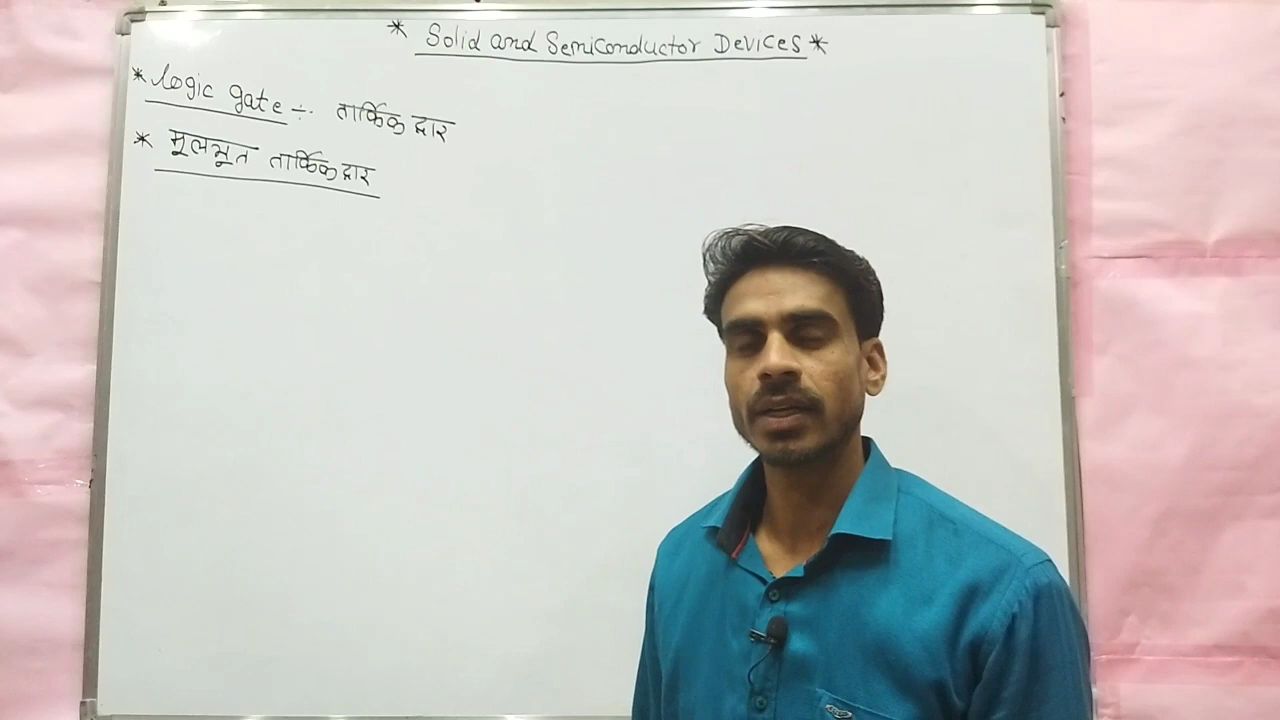 * Solid and Semiconductor Devices *
* Logic gate ÷ तार्किक द्वार
* मूलभूत तार्किक द्वार